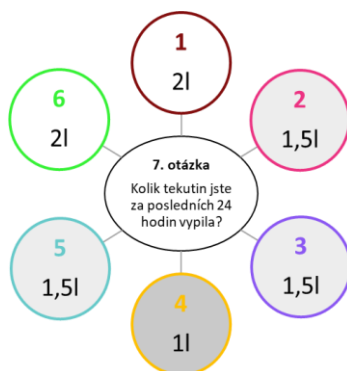 1
2l
2
1,5l
3
1,5l
4
1l
5
1,5l
6
2l
7. otázka
Kolik tekutin jste
za posledních 24
hodin vypila?